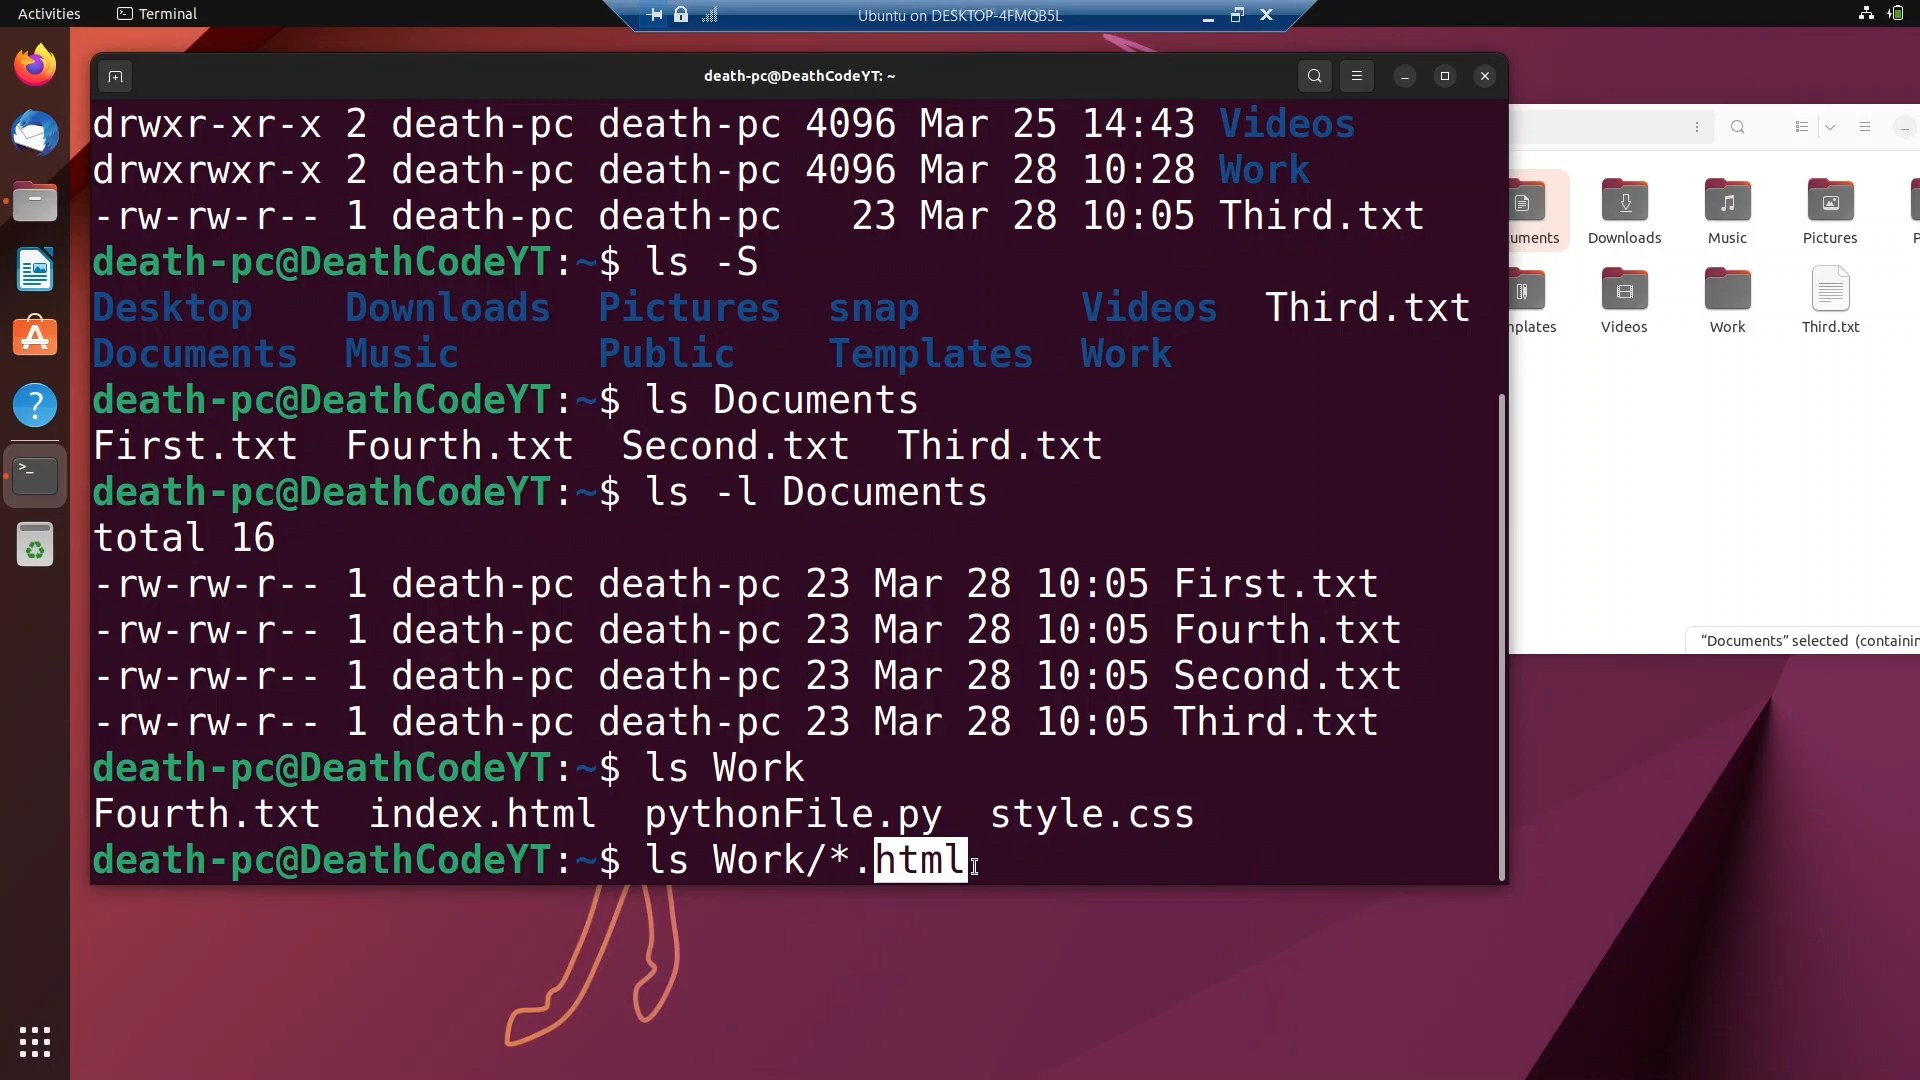 Activities Terminal
Ubuntu on DESKTOP-4FMQB5L
death-pc@DeathCodeYT: ~
drwxr-xr-x 2 death-pc death-pc 4096 Mar 25 14:43 Videos
drwxrwxr-x 2 death-pc death-pc 4096 Mar 28 10:28 Work
-rw-rw-r-- 1 death-pc death-pc   23 Mar 28 10:05 Third.txt
death-pc@DeathCodeYT:~$ ls -S
Desktop    Downloads  Pictures  snap       Videos  Third.txt
Documents  Music      Public    Templates  Work
death-pc@DeathCodeYT:~$ ls Documents
First.txt  Fourth.txt  Second.txt  Third.txt
death-pc@DeathCodeYT:~$ ls -l Documents
total 16
-rw-rw-r-- 1 death-pc death-pc 23 Mar 28 10:05 First.txt
-rw-rw-r-- 1 death-pc death-pc 23 Mar 28 10:05 Fourth.txt
-rw-rw-r-- 1 death-pc death-pc 23 Mar 28 10:05 Second.txt
-rw-rw-r-- 1 death-pc death-pc 23 Mar 28 10:05 Third.txt
death-pc@DeathCodeYT:~$ ls Work
Fourth.txt  index.html  pythonFile.py  style.css
death-pc@DeathCodeYT:~$ ls Work/*.html
uments Downloads Music Pictures P
nplates Videos Work Third.txt
“Documents” selected (containin